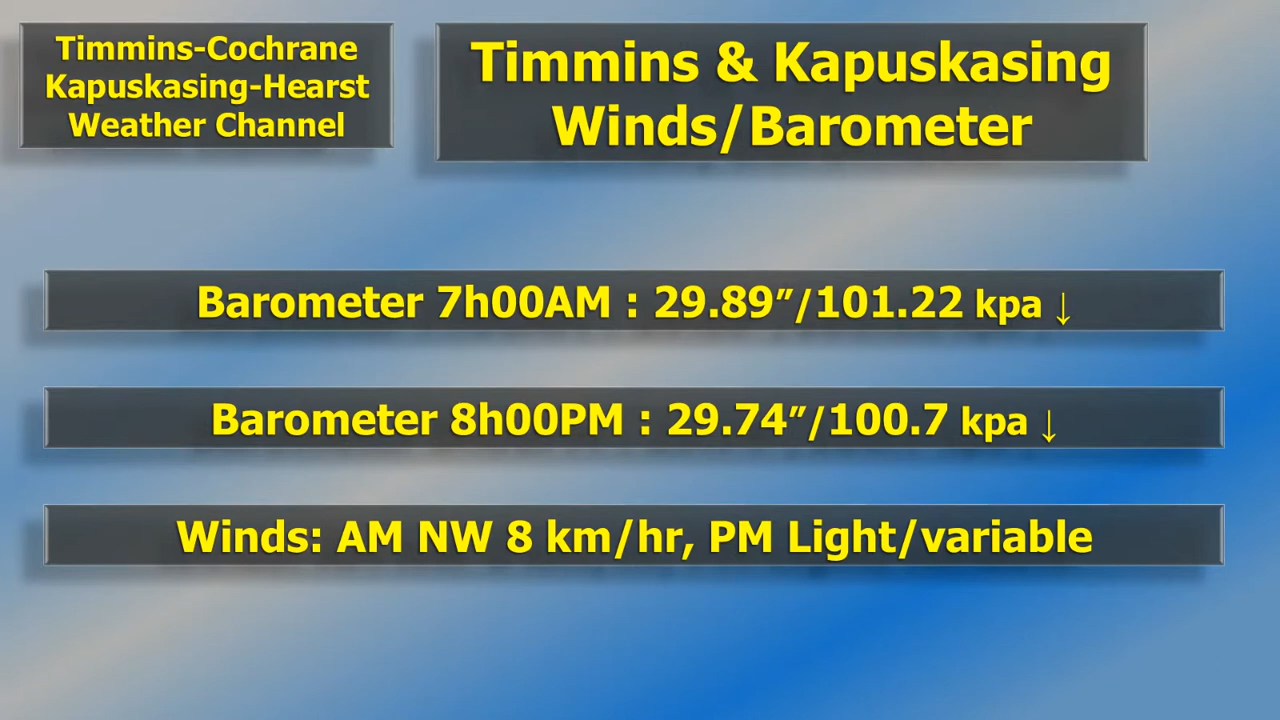 Timmins-Cochrane
Kapuskasing-Hearst
Weather Channel
Timmins & Kapuskasing
Winds/Barometer
Barometer 7h00AM : 29.89″/101.22 kpa ↓
Barometer 8h00PM : 29.74″/100.7 kpa ↓
Winds: AM NW 8 km/hr, PM Light/variable